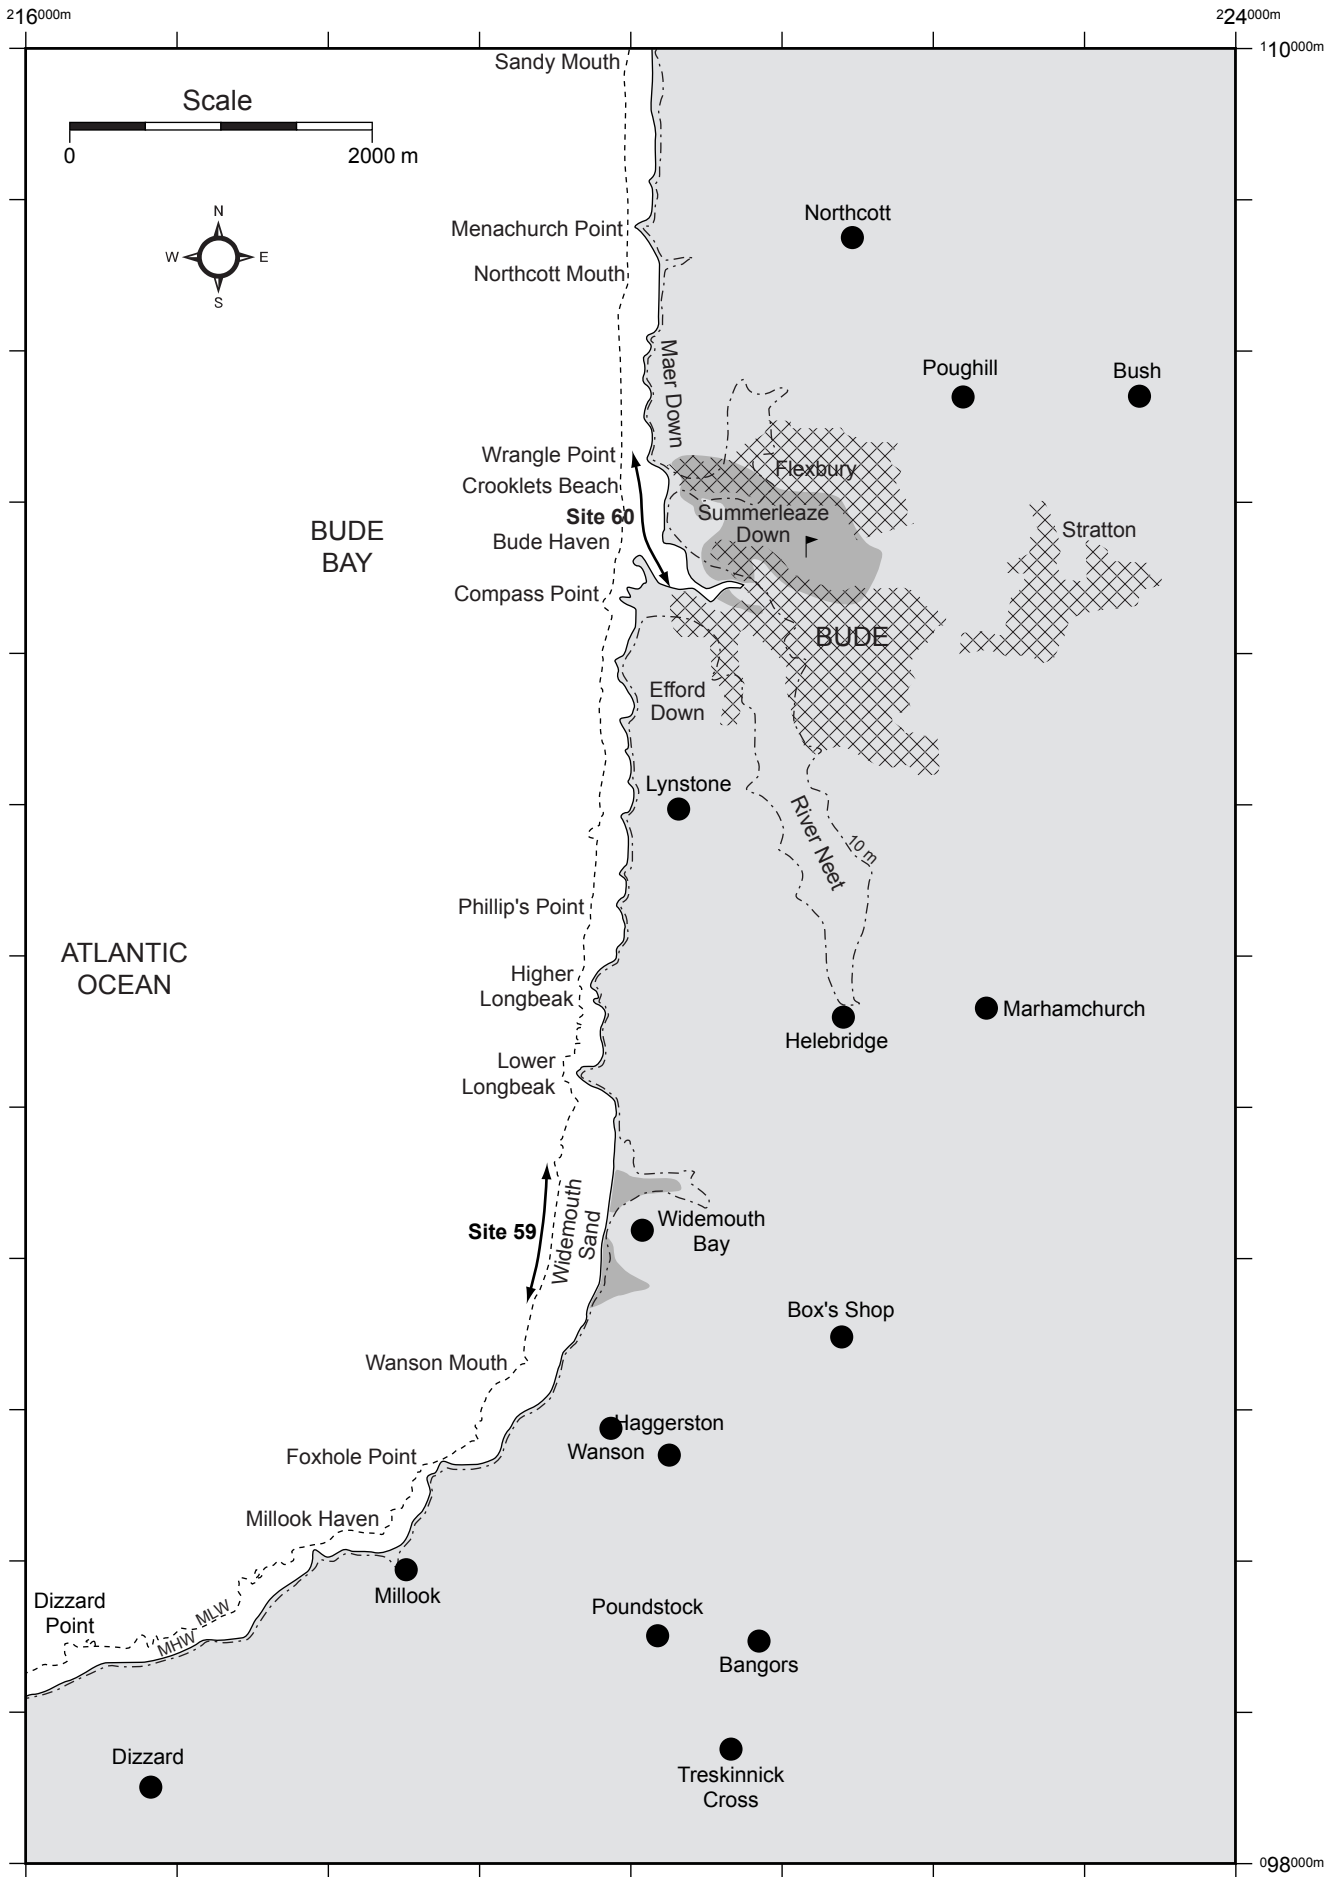 216000m
224000m
110000m
Sandy Mouth
Scale
0
2000 m
N
W
E
S
Northcott
Menachurch Point
Northcott Mouth
Maer Down
Poughill
Bush
Wrangle Point
Flexbury
Crooklets Beach
Site 60
Summerleaze
Down
Stratton
BUDE
BAY
Bude Haven
Compass Point
BUDE
Efford
Down
Lynstone
River Neet
10 m
Phillip's Point
ATLANTIC
OCEAN
Higher
Longbeak
Marhamchurch
Helebridge
Lower
Longbeak
Widemouth
Sand
Site 59
Widemouth
Bay
Box's Shop
Wanson Mouth
Haggerston
Wanson
Foxhole Point
Millook Haven
Millook
Dizzard
Point
MLW
MHW
Poundstock
Bangors
Dizzard
Treskinnick
Cross
098000m